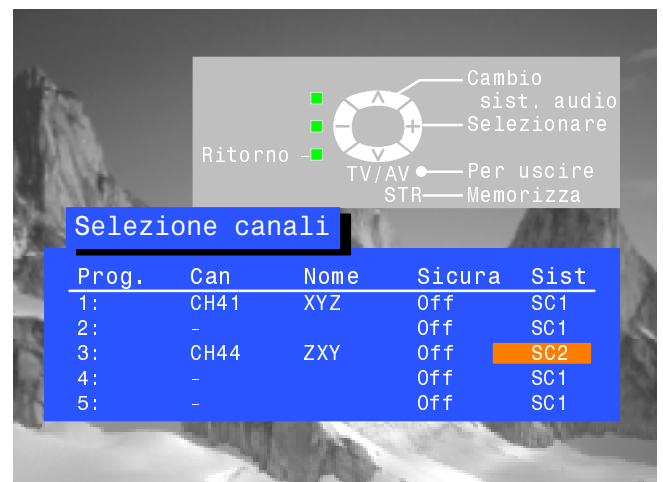 Cambio
sist. audio
Selezionare
Ritorno
TV/AV Per uscire
STR Memorizza
Selezione canali
Prog. Can Nome Sicura Sist
1: CH41 XYZ Off SC1
2: - Off SC1
3: CH44 ZXY Off SC2
4: - Off SC1
5: - Off SC1